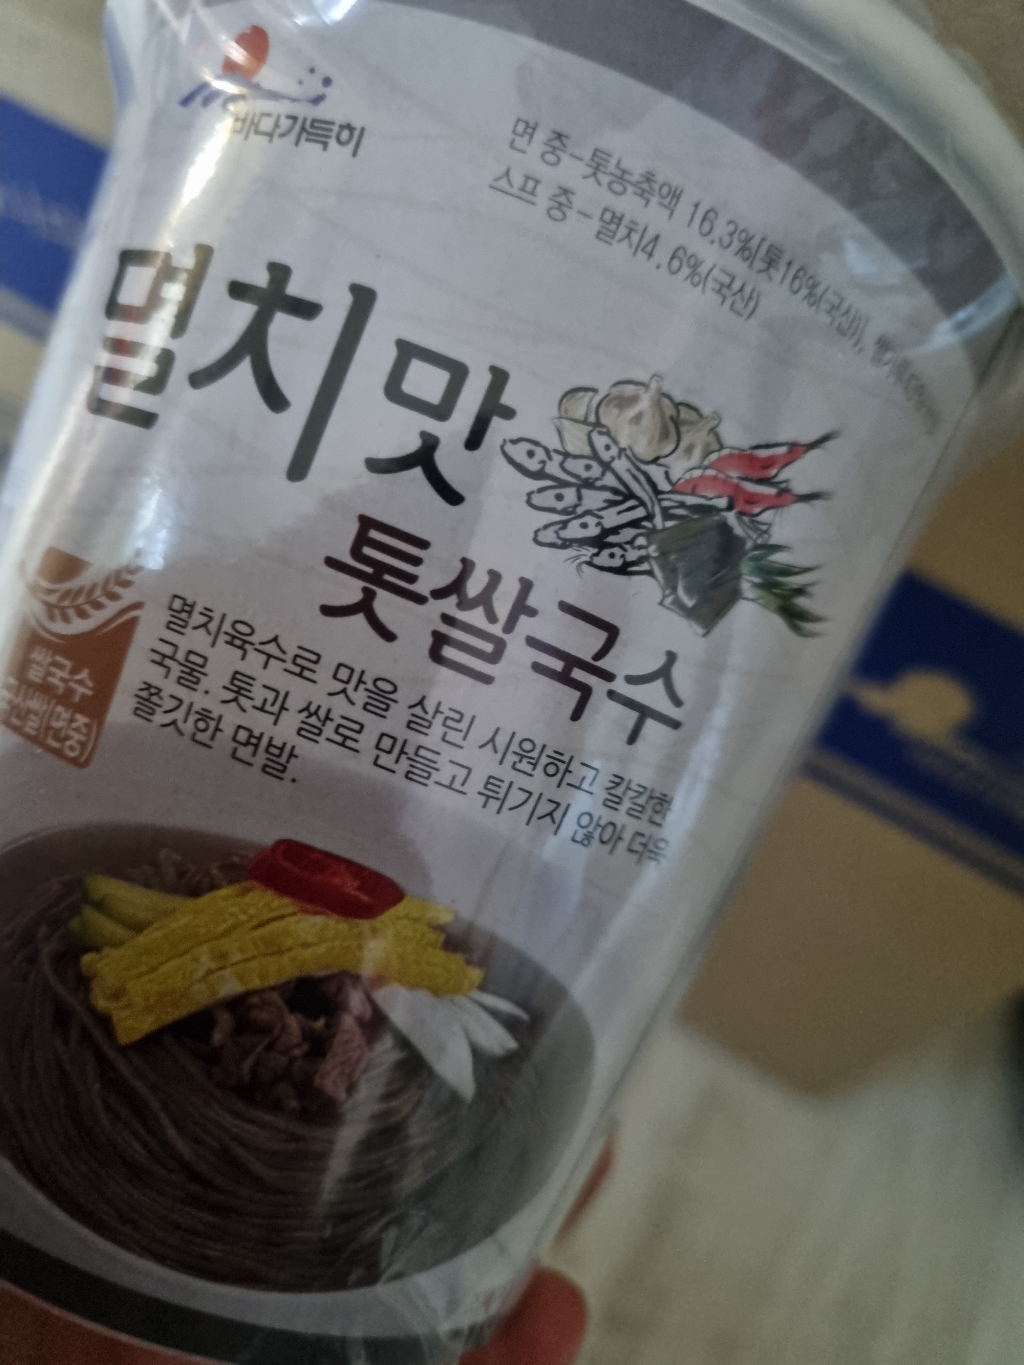 바다가득히
면 중-톳농축액 16.3%[톳16%(국산)],
스프 중-멸치4.6%(국산)
멸치맛
톳쌀국수
멸치육수로 맛을 살린 시원하고 칼칼한
국물. 톳과 쌀로 만들고 튀기지 않아 더욱
쫄깃한 면발.
쌀국수
면중